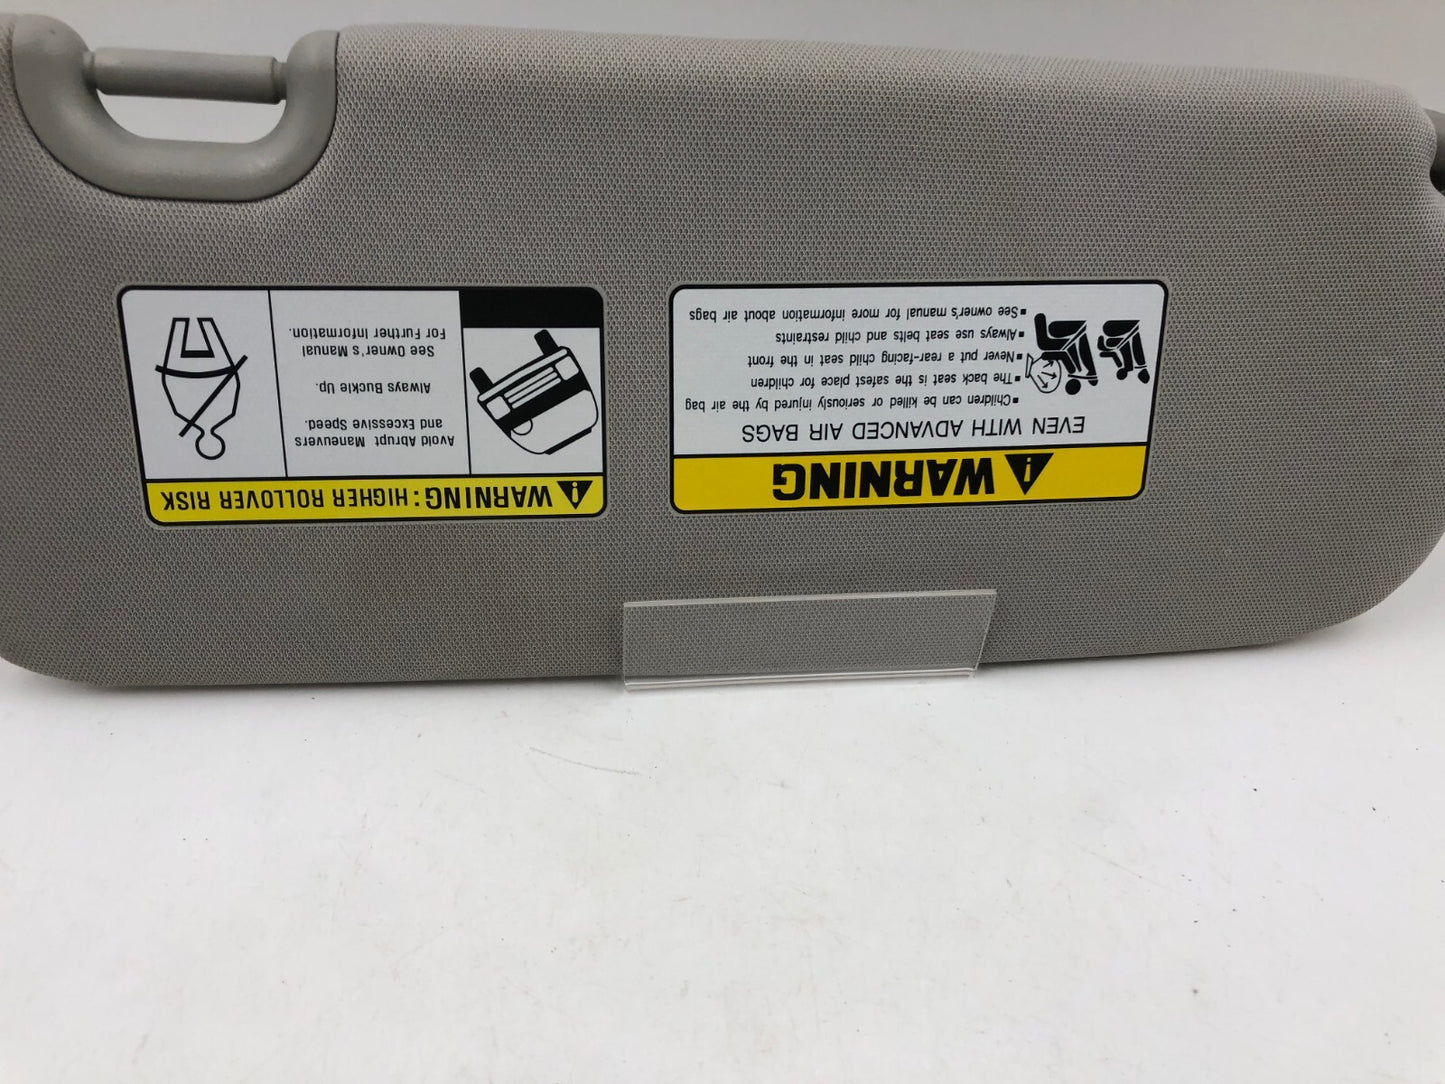 WARNING: HIGHER ROLLOVER RISK
Avoid Abrupt Maneuvers
and Excessive Speed.
Always Buckle Up.
See Owner's Manual
For Further Information.
WARNING
EVEN WITH ADVANCED AIR BAGS
▪Children can be killed or seriously injured by the air bag
▪The back seat is the safest place for children
▪Never put a rear-facing child seat in the front
▪Always use seat belts and child restraints
▪See owner's manual for more information about air bags